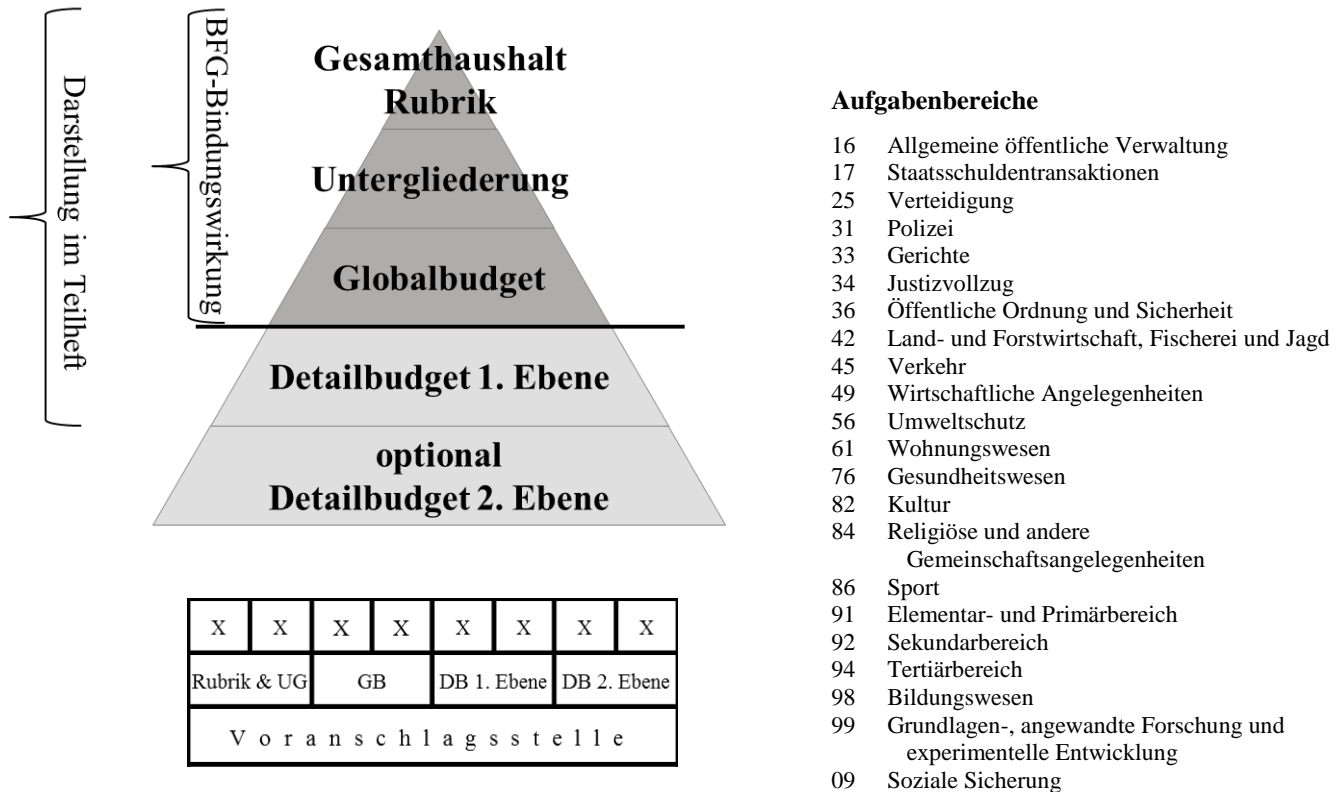 Darstellung im Teilheft
BFG-Bindungswirkung
Gesamthaushalt
Rubrik
Untergliederung
Globalbudget
Detailbudget 1. Ebene
optional
Detailbudget 2. Ebene
X X X X X X X X
Rubrik & UG GB DB 1. Ebene DB 2. Ebene
Voranschlagsstelle
Aufgabenbereiche
16 Allgemeine öffentliche Verwaltung
17 Staatsschuldentransaktionen
25 Verteidigung
31 Polizei
33 Gerichte
34 Justizvollzug
36 Öffentliche Ordnung und Sicherheit
42 Land- und Forstwirtschaft, Fischerei und Jagd
45 Verkehr
49 Wirtschaftliche Angelegenheiten
56 Umweltschutz
61 Wohnungswesen
76 Gesundheitswesen
82 Kultur
84 Religiöse und andere
Gemeinschaftsangelegenheiten
86 Sport
91 Elementar- und Primärbereich
92 Sekundarbereich
94 Tertiärbereich
98 Bildungswesen
99 Grundlagen-, angewandte Forschung und
experimentelle Entwicklung
09 Soziale Sicherung